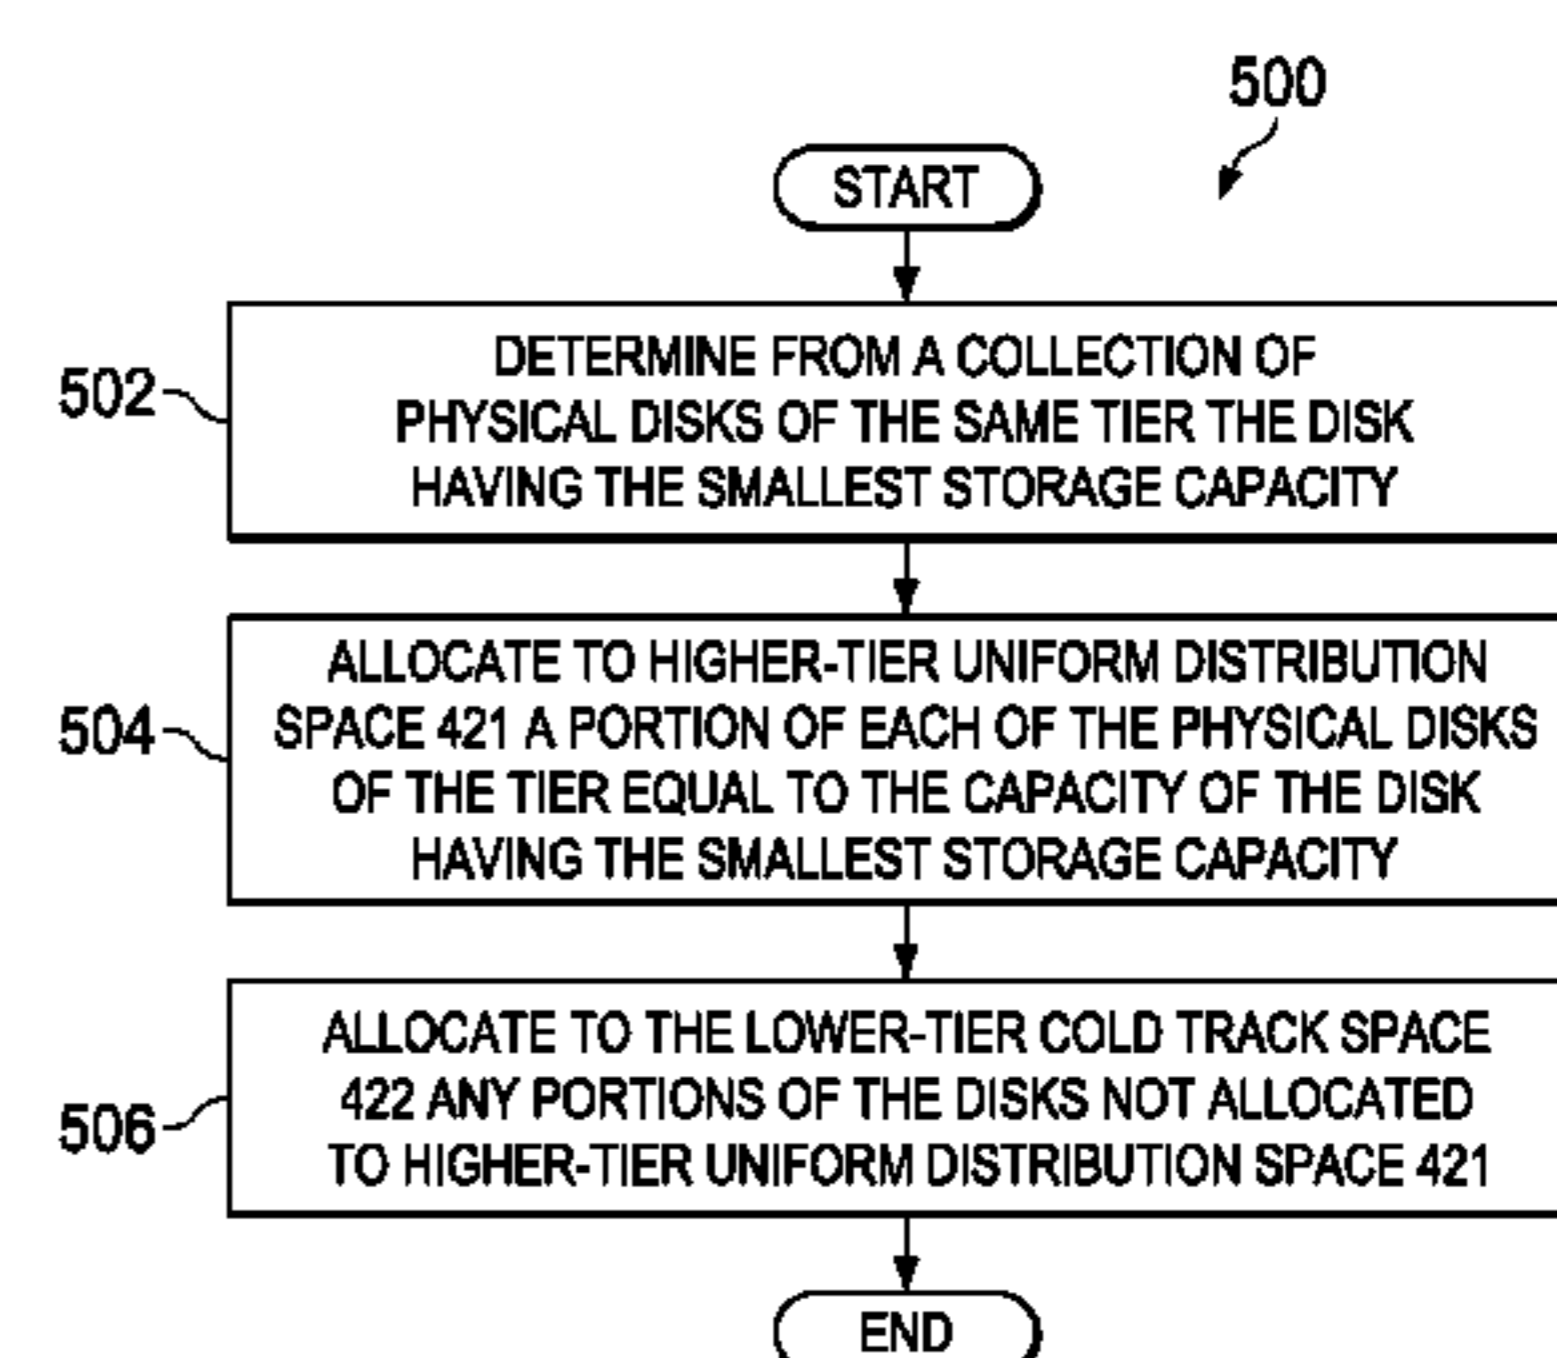 500
START
502
DETERMINE FROM A COLLECTION OF
PHYSICAL DISKS OF THE SAME TIER THE DISK
HAVING THE SMALLEST STORAGE CAPACITY
504
ALLOCATE TO HIGHER-TIER UNIFORM DISTRIBUTION
SPACE 421 A PORTION OF EACH OF THE PHYSICAL DISKS
OF THE TIER EQUAL TO THE CAPACITY OF THE DISK
HAVING THE SMALLEST STORAGE CAPACITY
506
ALLOCATE TO THE LOWER-TIER COLD TRACK SPACE
422 ANY PORTIONS OF THE DISKS NOT ALLOCATED
TO HIGHER-TIER UNIFORM DISTRIBUTION SPACE 421
END